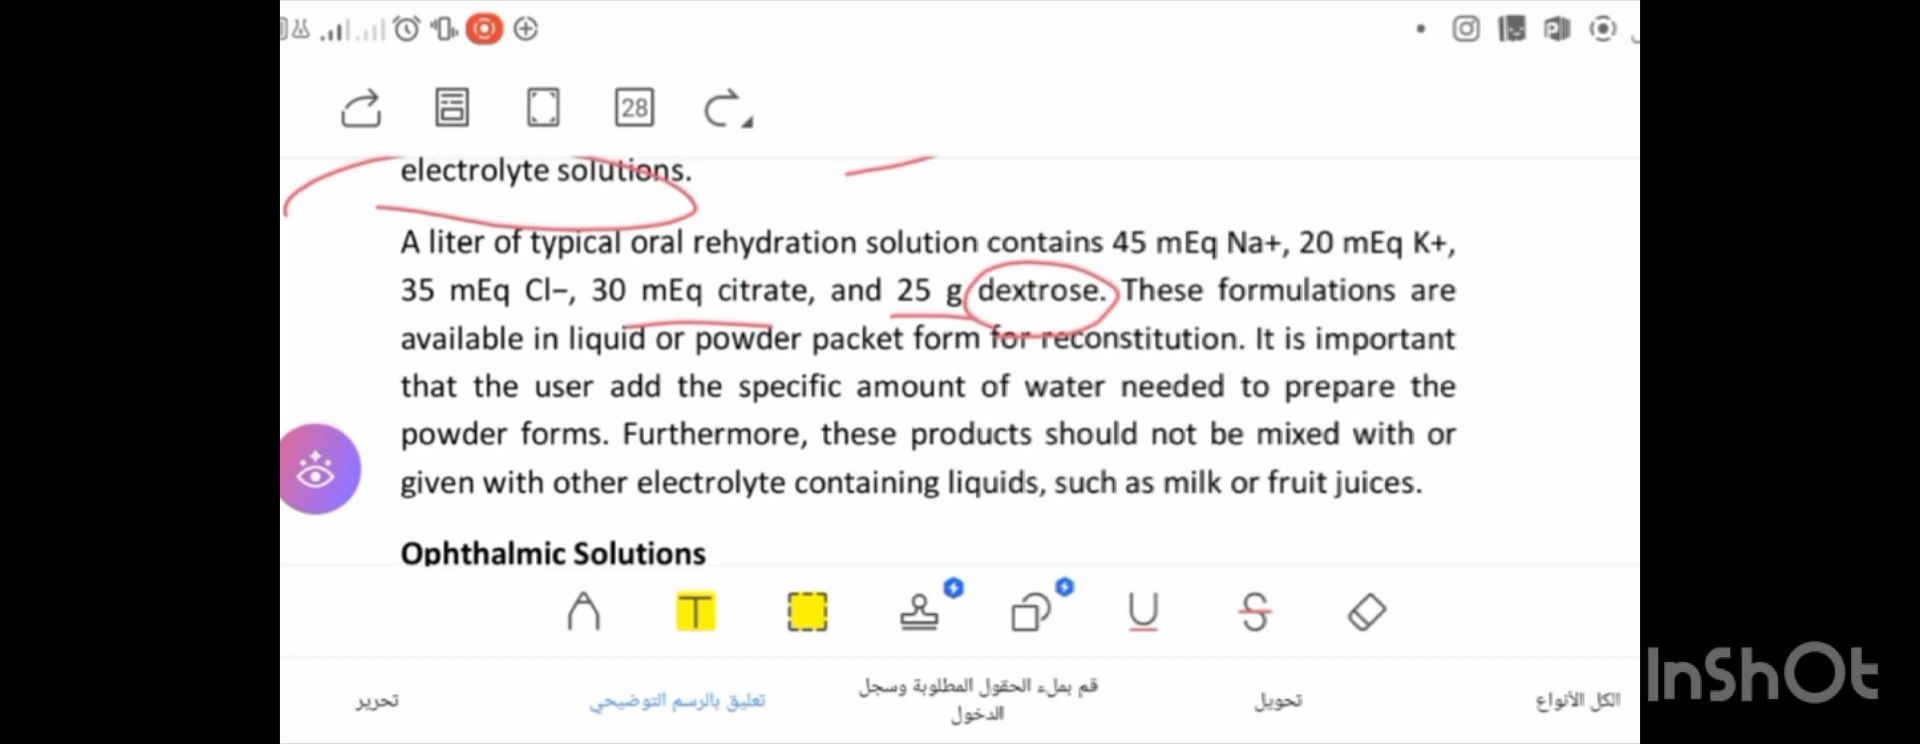 28
electrolyte solutions.
A liter of typical oral rehydration solution contains 45 mEq Na+, 20 mEq K+,
35 mEq Cl−, 30 mEq citrate, and 25 g dextrose. These formulations are
available in liquid or powder packet form for reconstitution. It is important
that the user add the specific amount of water needed to prepare the
powder forms. Furthermore, these products should not be mixed with or
given with other electrolyte containing liquids, such as milk or fruit juices.
Ophthalmic Solutions
الكل الأنواع
تحويل
قم بملء الحقول المطلوبة وسجل
الدخول
تعليق بالرسم التوضيحي
تحرير
InShOt